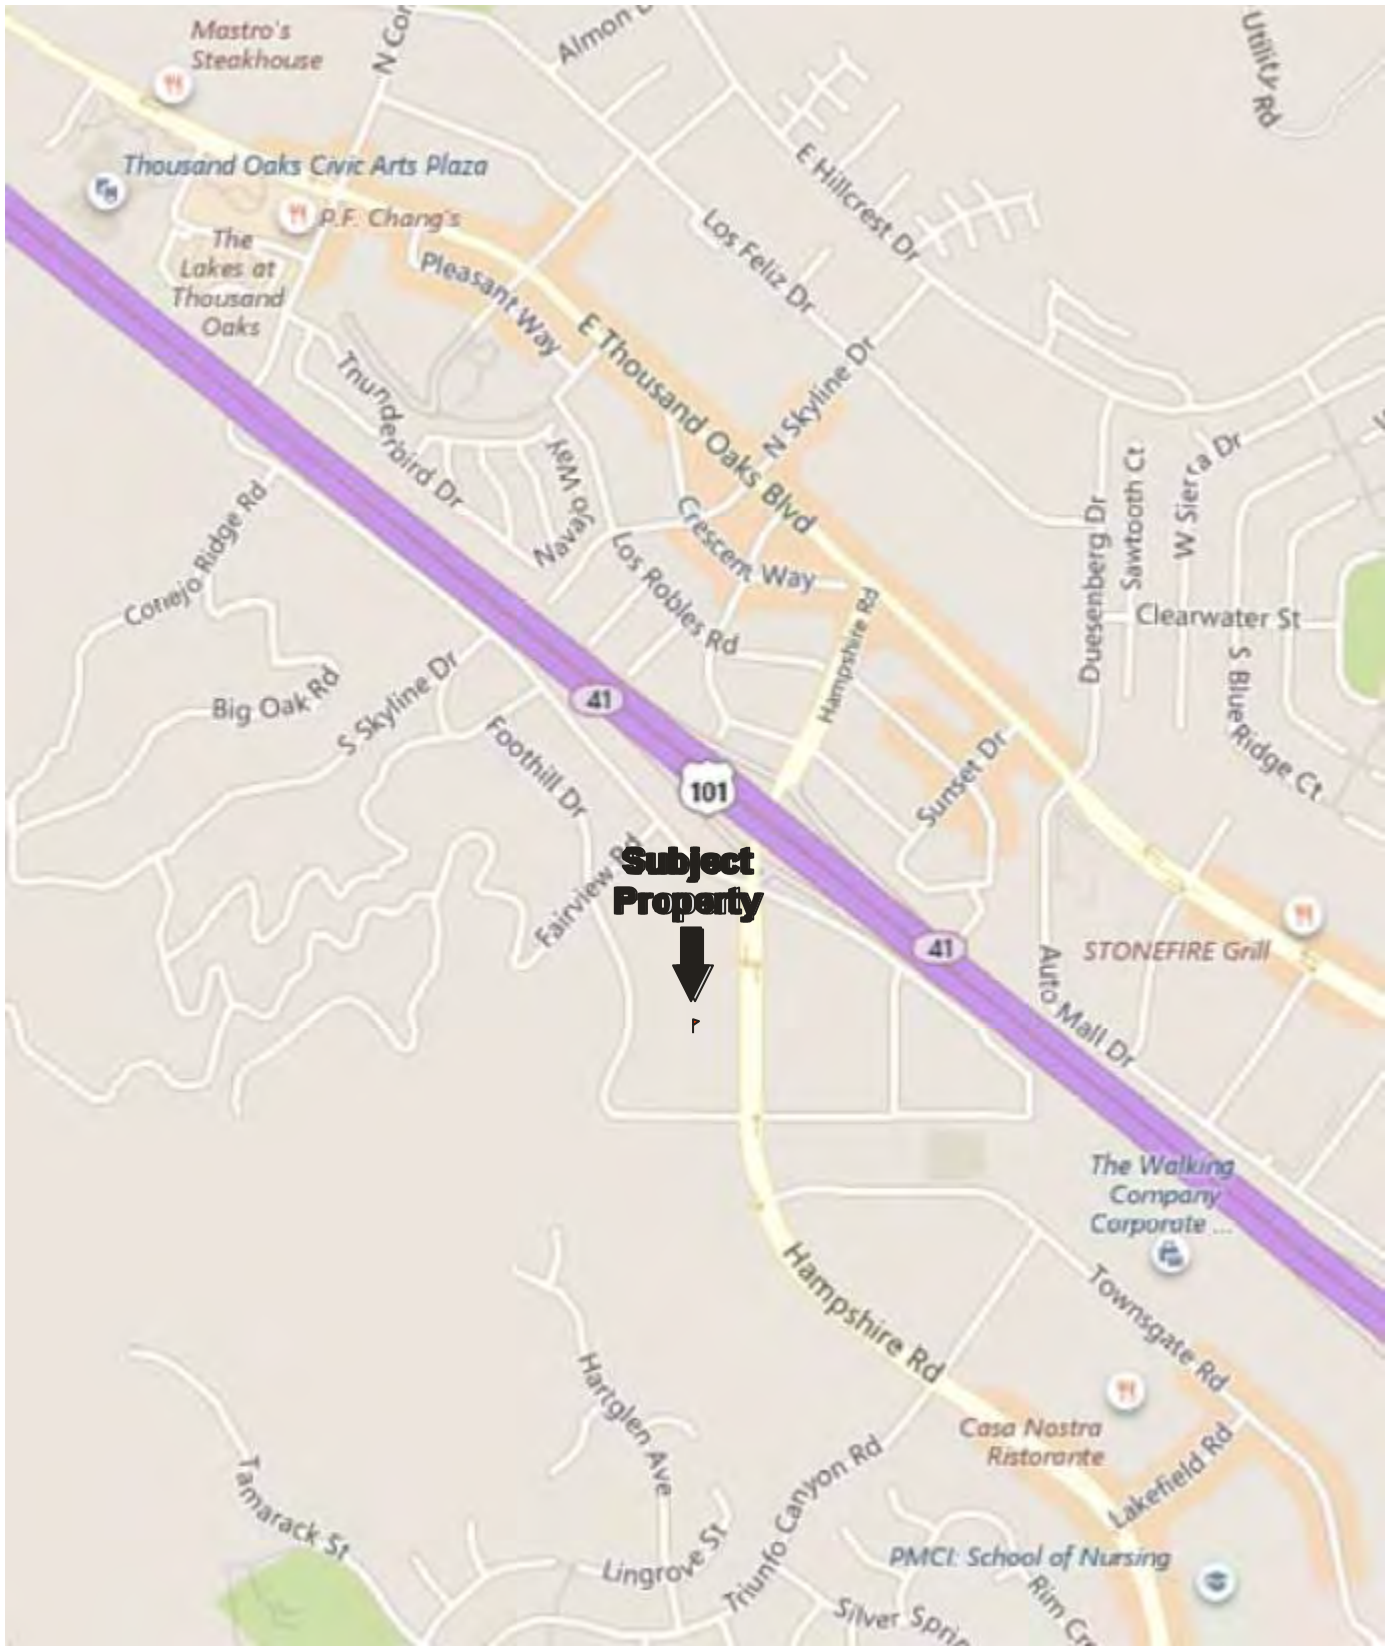 Mastro's
Steakhouse
N Con
Almon D
Utility Rd
Thousand Oaks Civic Arts Plaza
E Hillcrest Dr
P.F. Chang's
The
Lakes at
Thousand
Oaks
Pleasant Way
Los Feliz Dr
E Thousand Oaks Blvd
N Skyline Dr
Thunderbird Dr
Navajo Way
Conejo Ridge Rd
Crescent Way
Los Robles Rd
Hampshire Rd
Duesenberg Dr
Sawtooth Ct
W Sierra Dr
Clearwater St
S Blue Ridge Ct
Big Oak Rd
S Skyline Dr
41
Foothill Dr
101
Sunset Dr
Fairview Rd
Subject
Property
41
STONEFIRE Grill
Auto Mall Dr
The Walking
Company
Corporate ...
Hampshire Rd
Townsgate Rd
Hartglen Ave
Casa Nostra
Ristorante
Lakefield Rd
Tamarack St
Triunfo Canyon Rd
Lingrove St
PMCI: School of Nursing
Silver Sprin
Rim Cre